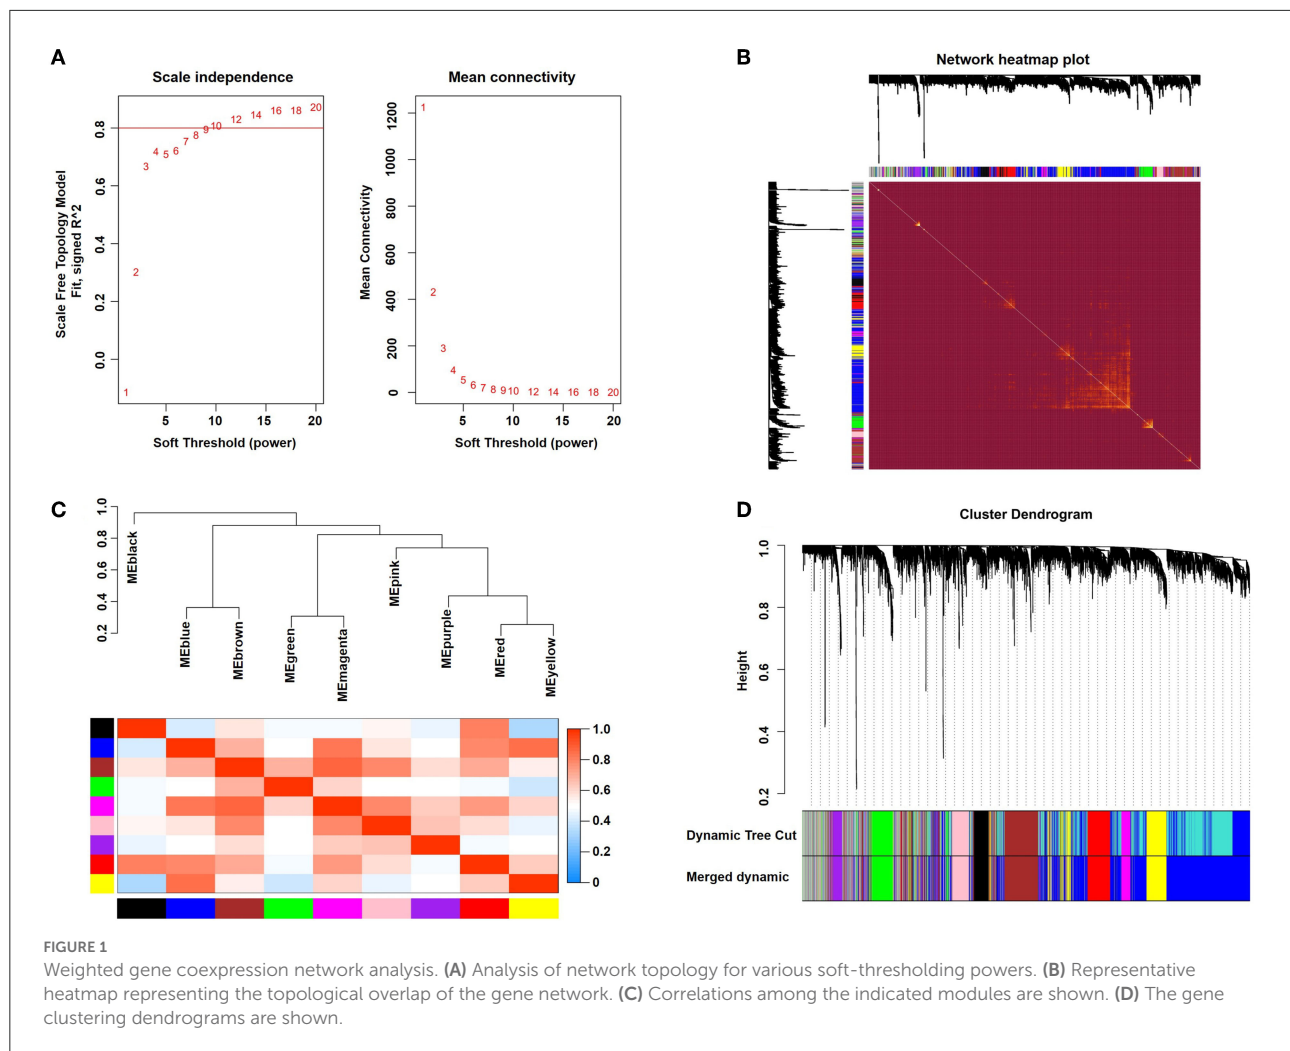 A
Scale independence
Scale Free Topology Model
Fit, signed R^2
0.8
0.6
0.4
0.2
0.0
1
2
3
4
5
6
7
8
9
10
12
14
16
18
20
5 10 15 20
Soft Threshold (power)
Mean connectivity
Mean Connectivity
1200
1000
800
600
400
200
0
1
2
3
4
5
6
7
8
9
10
12
14
16
18
20
5 10 15 20
Soft Threshold (power)
B
Network heatmap plot
C
1.0
0.8
0.6
0.4
0.2
MEblack
MEblue
MEbrown
MEgreen
MEmagenta
MEpink
MEpurple
MEred
MEyellow
1.0
0.8
0.6
0.4
0.2
0
D
Cluster Dendrogram
Height
1.0
0.8
0.6
0.4
0.2
Dynamic Tree Cut
Merged dynamic
FIGURE 1
Weighted gene coexpression network analysis. (A) Analysis of network topology for various soft-thresholding powers. (B) Representative
heatmap representing the topological overlap of the gene network. (C) Correlations among the indicated modules are shown. (D) The gene
clustering dendrograms are shown.